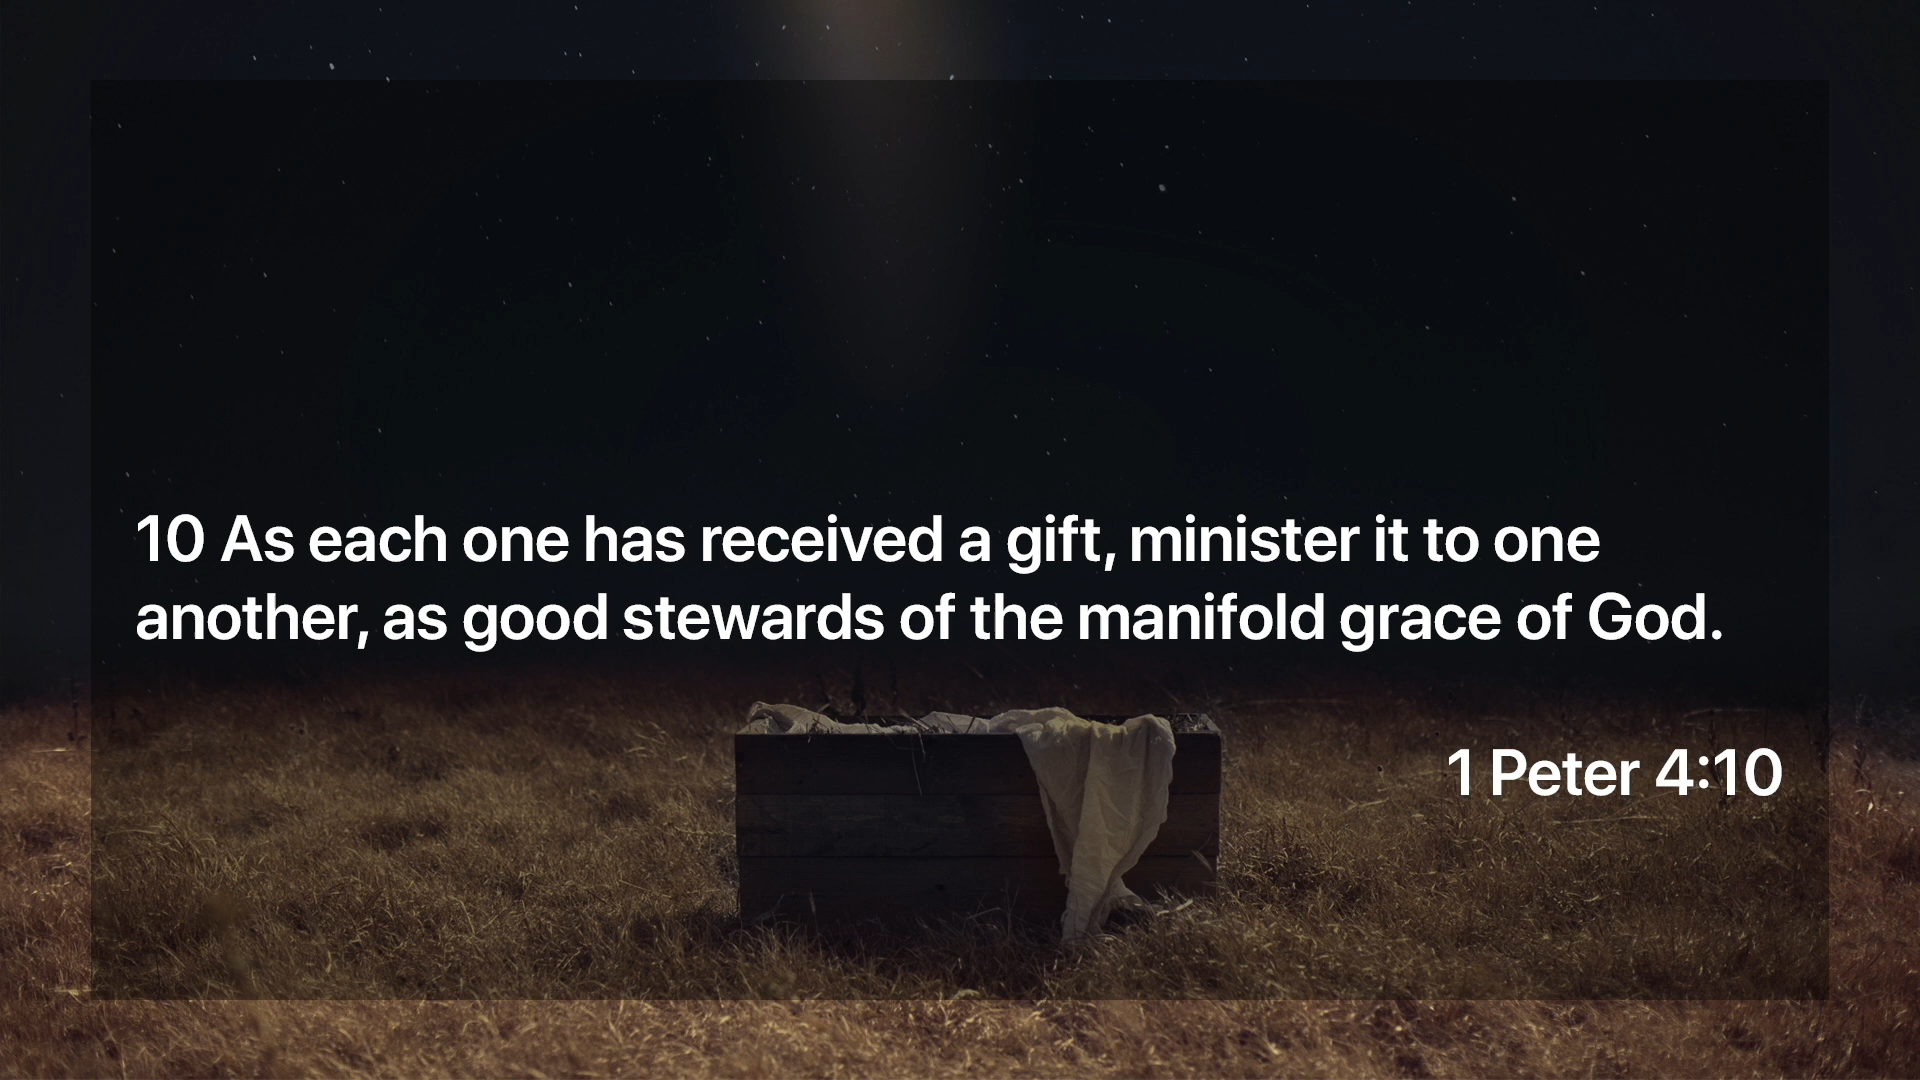 10 As each one has received a gift, minister it to one
another, as good stewards of the manifold grace of God.
1 Peter 4:10